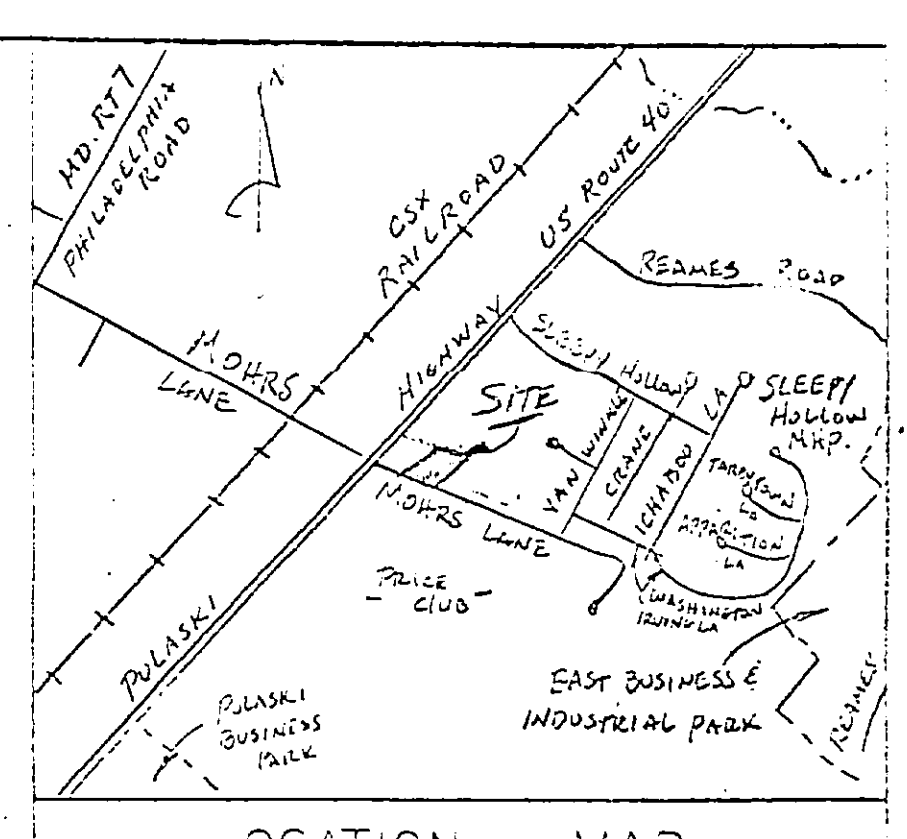 MD. RT 7
PHILADELPHIA
ROAD
N
CSX
RAILROAD
US ROUTE 40
REAMES ROAD
MOHRS
LANE
HIGHWAY
SLEEPY HOLLOW LA
SITE
SLEEPY
HOLLOW
MHP.
VAN WINKLE
CRANE
ICHABOD
TARRYTOWN
LA
APPARITION
LA
MOHRS
LANE
PRICE
CLUB
WASHINGTON
IRVING LA
PULASKI
EAST BUSINESS &
INDUSTRIAL PARK
REAMES
PULASKI
BUSINESS
PARK
LOCATION MAP